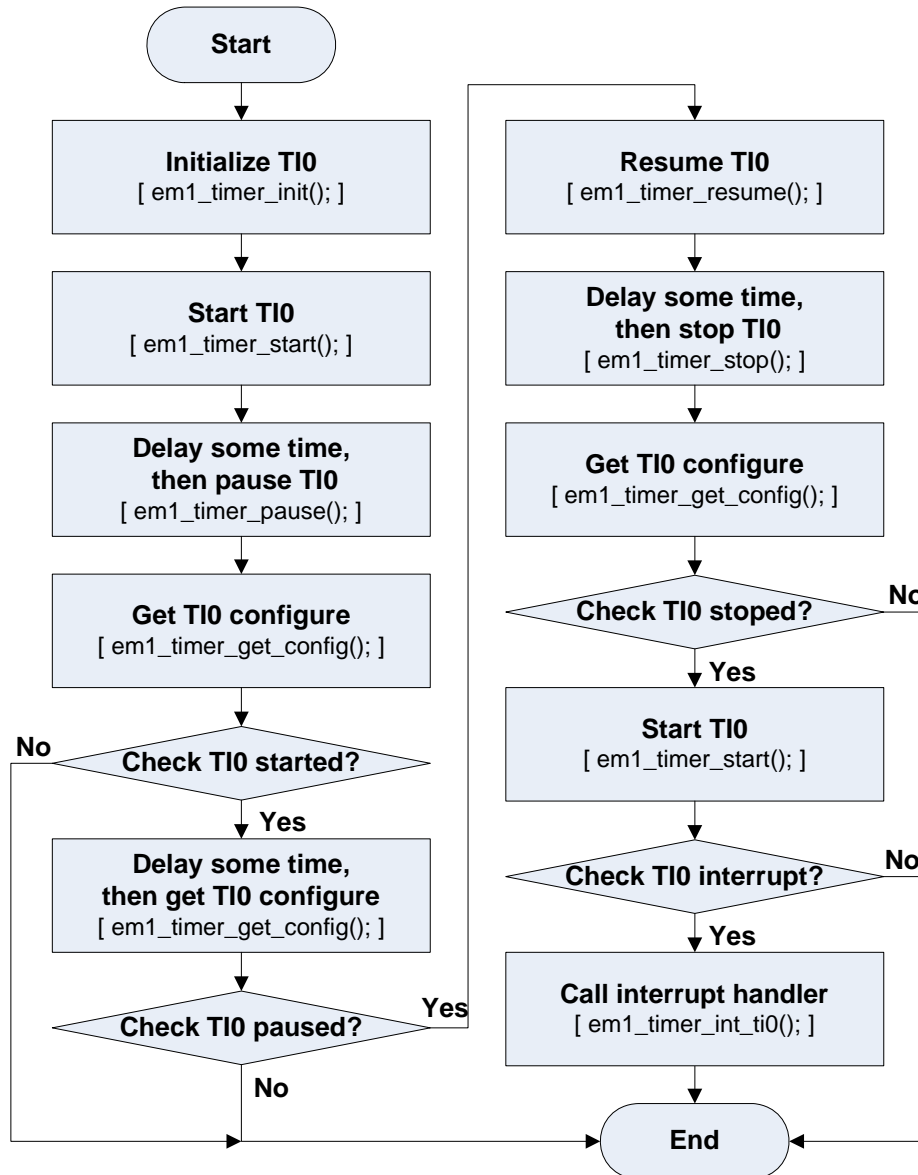 Start
Initialize TI0
[ em1_timer_init(); ]
Start TI0
[ em1_timer_start(); ]
Delay some time,
then pause TI0
[ em1_timer_pause(); ]
Get TI0 configure
[ em1_timer_get_config(); ]
No
Check TI0 started?
Yes
Delay some time,
then get TI0 configure
[ em1_timer_get_config(); ]
Check TI0 paused?
Yes
No
Resume TI0
[ em1_timer_resume(); ]
Delay some time,
then stop TI0
[ em1_timer_stop(); ]
Get TI0 configure
[ em1_timer_get_config(); ]
Check TI0 stoped?
No
Yes
Start TI0
[ em1_timer_start(); ]
Check TI0 interrupt?
No
Yes
Call interrupt handler
[ em1_timer_int_ti0(); ]
End